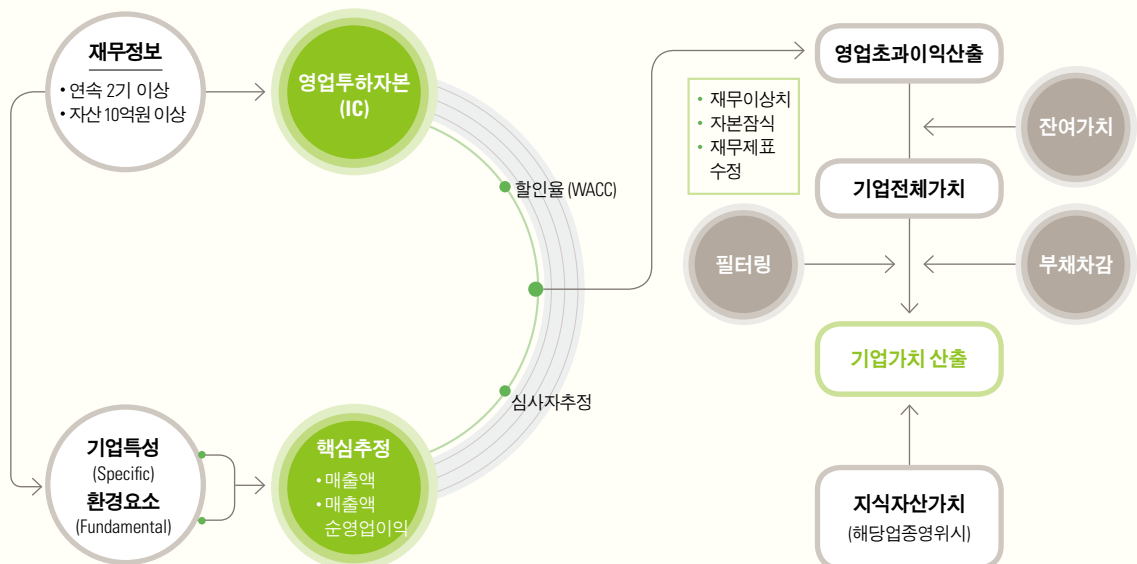 재무정보
• 연속 2기 이상
• 자산 10억원 이상
영업투하자본
(IC)
할인율 (WACC)
심사자추정
기업특성
(Specific)
환경요소
(Fundamental)
핵심추정
• 매출액
• 매출액
순영업이익
영업초과이익산출
• 재무이상치
• 자본잠식
• 재무제표
수정
잔여가치
기업전체가치
필터링
부채차감
기업가치 산출
지식자산가치
(해당업종영위시)